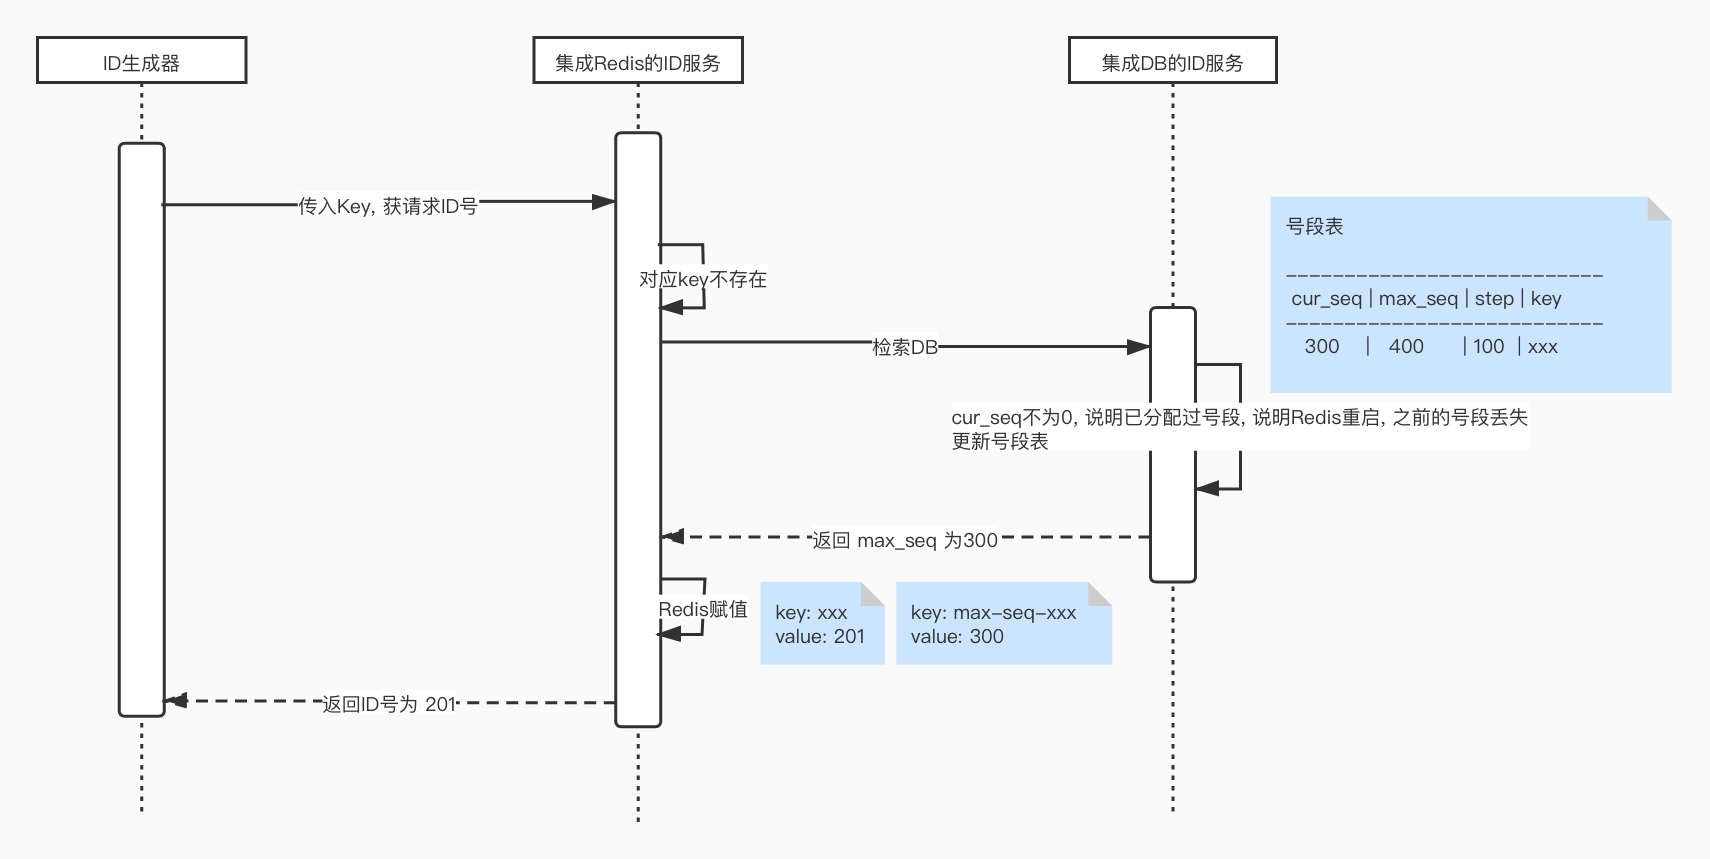 ID生成器
集成Redis的ID服务
集成DB的ID服务
传入Key, 获请求ID号
号段表
对应key不存在
---------------------------
cur_seq | max_seq | step | key
---------------------------
300 | 400 | 100 | xxx
检索DB
cur_seq不为0, 说明已分配过号段, 说明Redis重启, 之前的号段丢失
更新号段表
返回 max_seq 为300
Redis赋值
key: xxx
value: 201
key: max-seq-xxx
value: 300
返回ID号为 201